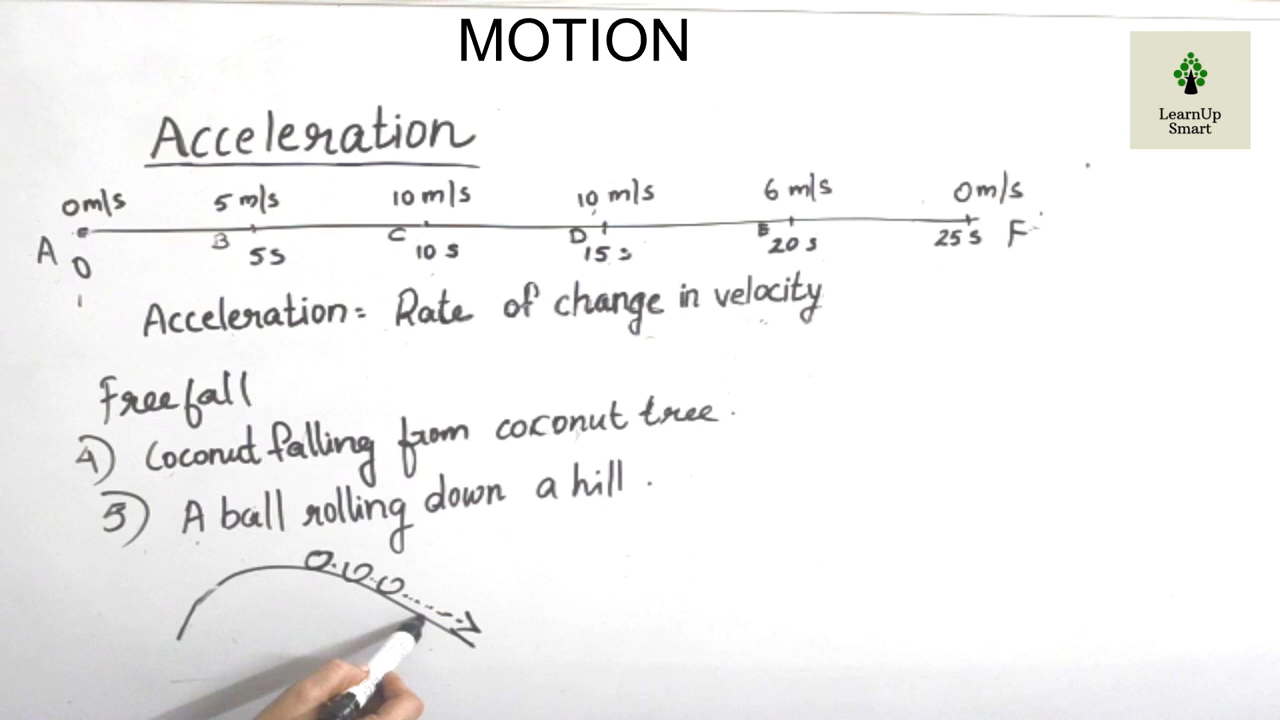 MOTION
LearnUp
Smart
Acceleration
0m/s 5 m/s 10 m/s 10 m/s 6 m/s 0m/s
A 0 B 5s C 10 s D 15 s E 20 s 25 s F
Acceleration = Rate of change in velocity
Free fall
4) Coconut falling from coconut tree.
5) A ball rolling down a hill.